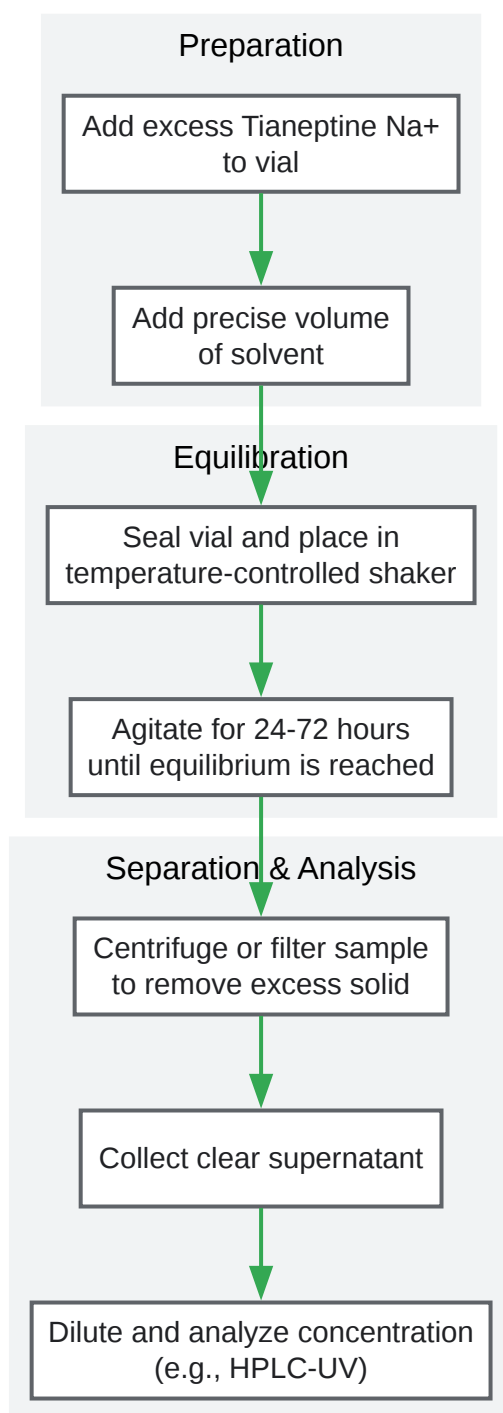 Preparation
Add excess Tianeptine Na+
to vial
Add precise volume
of solvent
Equilibration
Seal vial and place in
temperature-controlled shaker
Agitate for 24-72 hours
until equilibrium is reached
Separation & Analysis
Centrifuge or filter sample
to remove excess solid
Collect clear supernatant
Dilute and analyze concentration
(e.g., HPLC-UV)